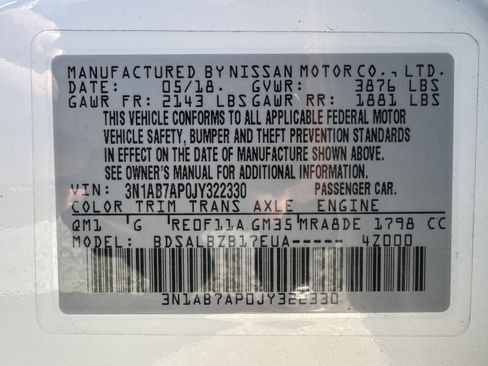 MANUFACTURED BY NISSAN MOTOR CO., LTD.
DATE: 05/18. GVWR: 3876 LBS
GAWR FR: 2143 LBS GAWR RR: 1881 LBS
THIS VEHICLE CONFORMS TO ALL APPLICABLE FEDERAL MOTOR
VEHICLE SAFETY, BUMPER AND THEFT PREVENTION STANDARDS
IN EFFECT ON THE DATE OF MANUFACTURE SHOWN ABOVE.
SEE OWNER'S MANUAL FOR ADDITIONAL INFORMATION.
VIN: 3N1AB7AP0JY322330 PASSENGER CAR.
COLOR TRIM TRANS AXLE ENGINE
QM1 G RE0F11A GM35 MRA8DE 1798 CC
MODEL: BDSALBZB17EUA----- 4Z000
3N1AB7AP0JY322330